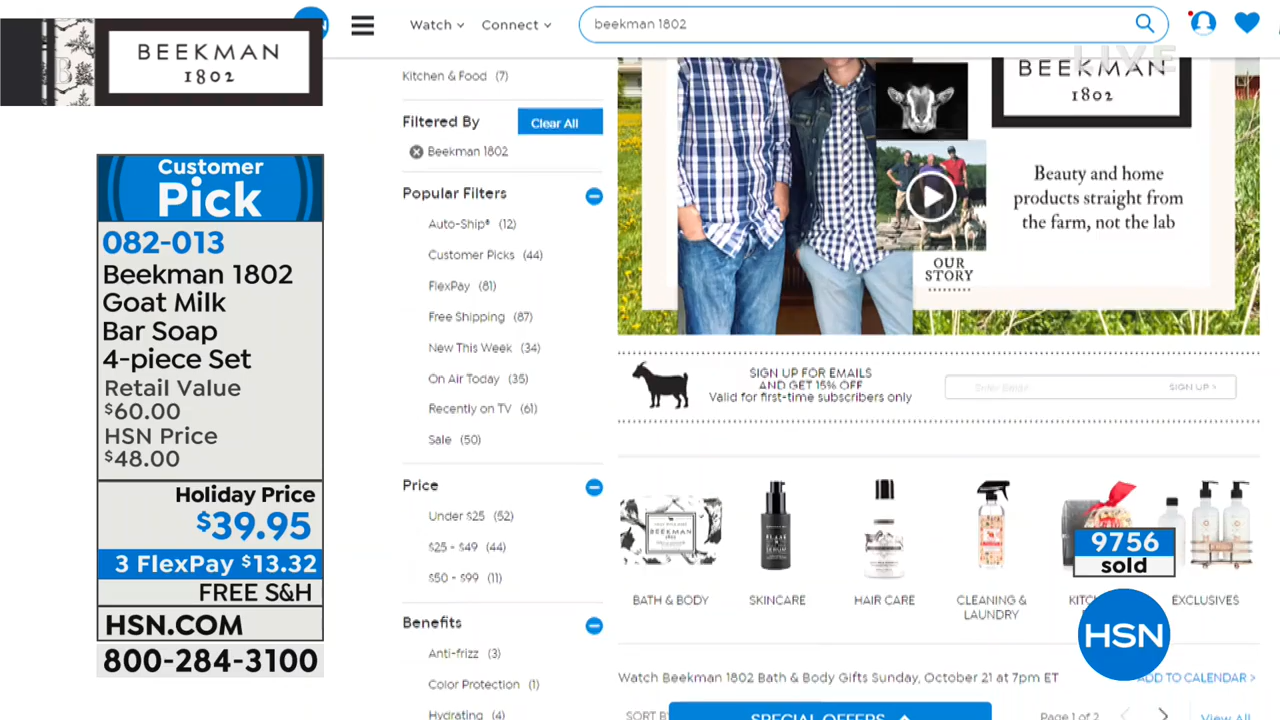 BEEKMAN
1802
Watch
Connect
beekman 1802
LIVE
Customer
Pick
082-013
Beekman 1802
Goat Milk
Bar Soap
4-piece Set
Retail Value
$60.00
HSN Price
$48.00
Holiday Price
$39.95
3 FlexPay $13.32
FREE S&H
HSN.COM
800-284-3100
Kitchen & Food (7)
Filtered By
Clear All
Beekman 1802
Popular Filters
Auto-Ship® (12)
Customer Picks (44)
FlexPay (81)
Free Shipping (87)
New This Week (34)
On Air Today (35)
Recently on TV (61)
Sale (50)
Price
Under $25 (52)
$25 - $49 (44)
$50 - $99 (11)
Benefits
Anti-frizz (3)
Color Protection (1)
Hydrating (4)
BEEKMAN
1802
Beauty and home
products straight from
the farm, not the lab
OUR
STORY
SIGN UP FOR EMAILS
AND GET 15% OFF
Valid for first-time subscribers only
SIGN UP >
BEEKMAN
1802
BATH & BODY
SKINCARE
HAIR CARE
CLEANING &
LAUNDRY
EXCLUSIVES
9756
sold
HSN
Watch Beekman 1802 Bath & Body Gifts Sunday, October 21 at 7pm ET
ADD TO CALENDAR >
SORT BY
SPECIAL OFFERS
Page 1 of 2
View All